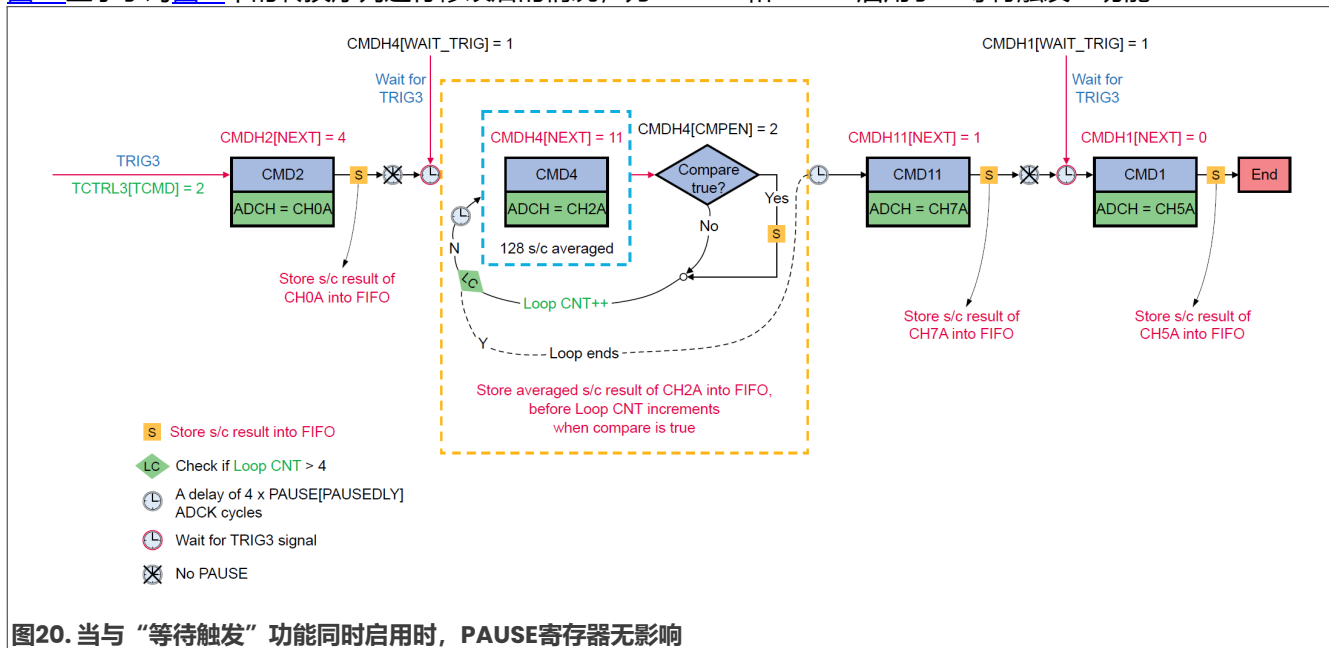 CMDH4[WAIT_TRIG] = 1
CMDH1[WAIT_TRIG] = 1
Wait for
TRIG3
Wait for
TRIG3
CMDH2[NEXT] = 4
CMDH4[NEXT] = 11
CMDH4[CMPEN] = 2
CMDH11[NEXT] = 1
CMDH1[NEXT] = 0
TRIG3
TCTRL3[TCMD] = 2
CMD2
ADCH = CH0A
S
CMD4
ADCH = CH2A
128 s/c averaged
Compare
true?
Yes
No
S
N
LC
Loop CNT++
Y
Loop ends
CMD11
ADCH = CH7A
S
CMD1
ADCH = CH5A
S
End
Store s/c result of
CH0A into FIFO
Store s/c result of
CH7A into FIFO
Store s/c result of
CH5A into FIFO
Store averaged s/c result of CH2A into FIFO,
before Loop CNT increments
when compare is true
S Store s/c result into FIFO
LC Check if Loop CNT > 4
A delay of 4 x PAUSE[PAUSEDLY]
ADCK cycles
Wait for TRIG3 signal
No PAUSE
图20. 当与“等待触发”功能同时启用时，PAUSE寄存器无影响